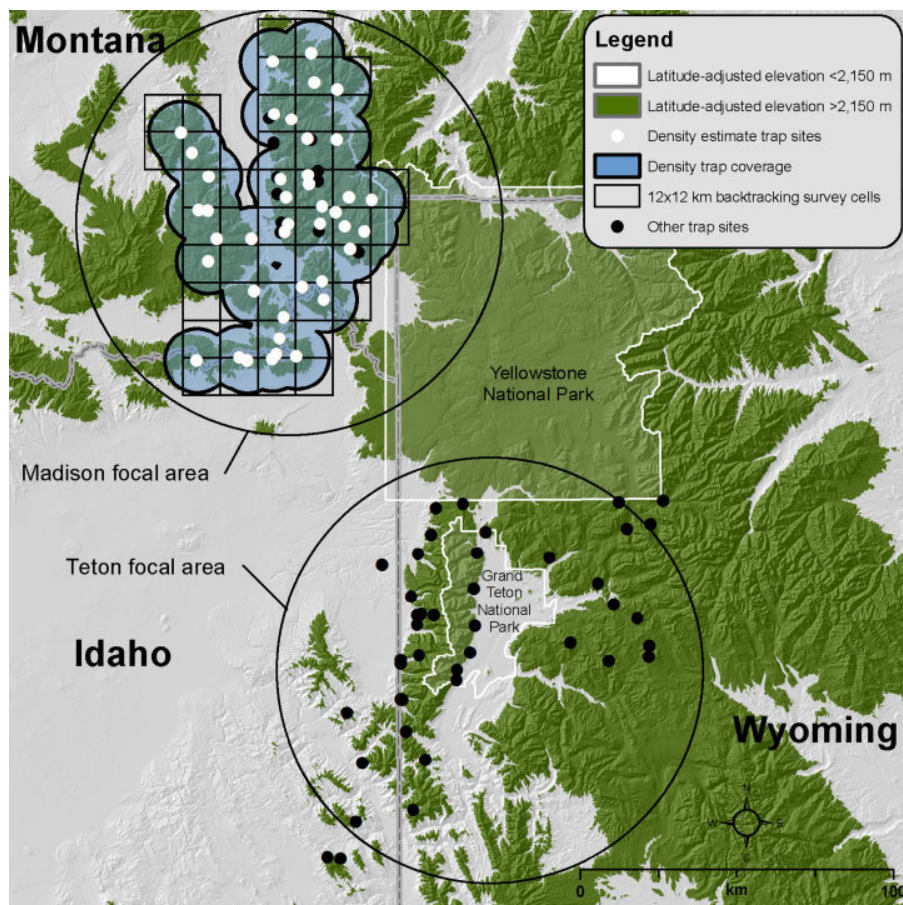 Montana
Legend
Latitude-adjusted elevation <2,150 m
Latitude-adjusted elevation >2,150 m
Density estimate trap sites
Density trap coverage
12x12 km backtracking survey cells
Other trap sites
Yellowstone
National Park
Madison focal area
Teton focal area
Grand
Teton
National
Park
Idaho
Wyoming
N
W
E
S
0
km
100